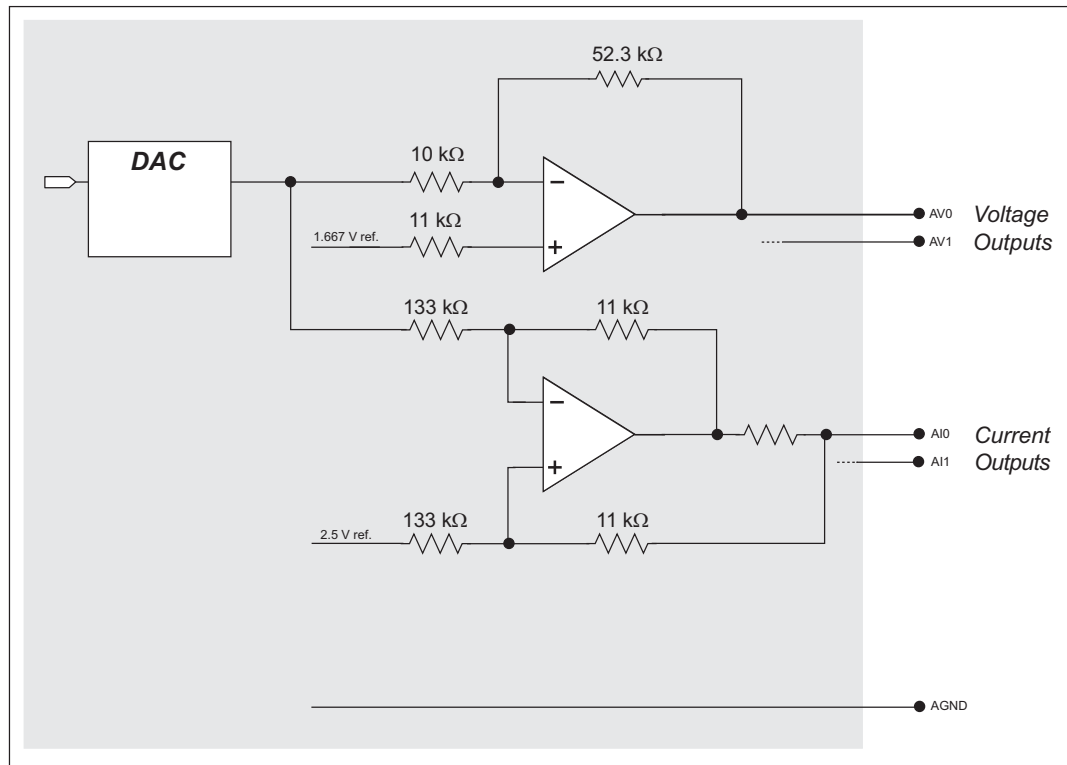 52.3 kΩ
DAC
10 kΩ
−
11 kΩ
1.667 V ref.
+
AV0 Voltage
AV1 Outputs
133 kΩ
11 kΩ
−
AI0 Current
AI1 Outputs
+
133 kΩ
11 kΩ
2.5 V ref.
AGND